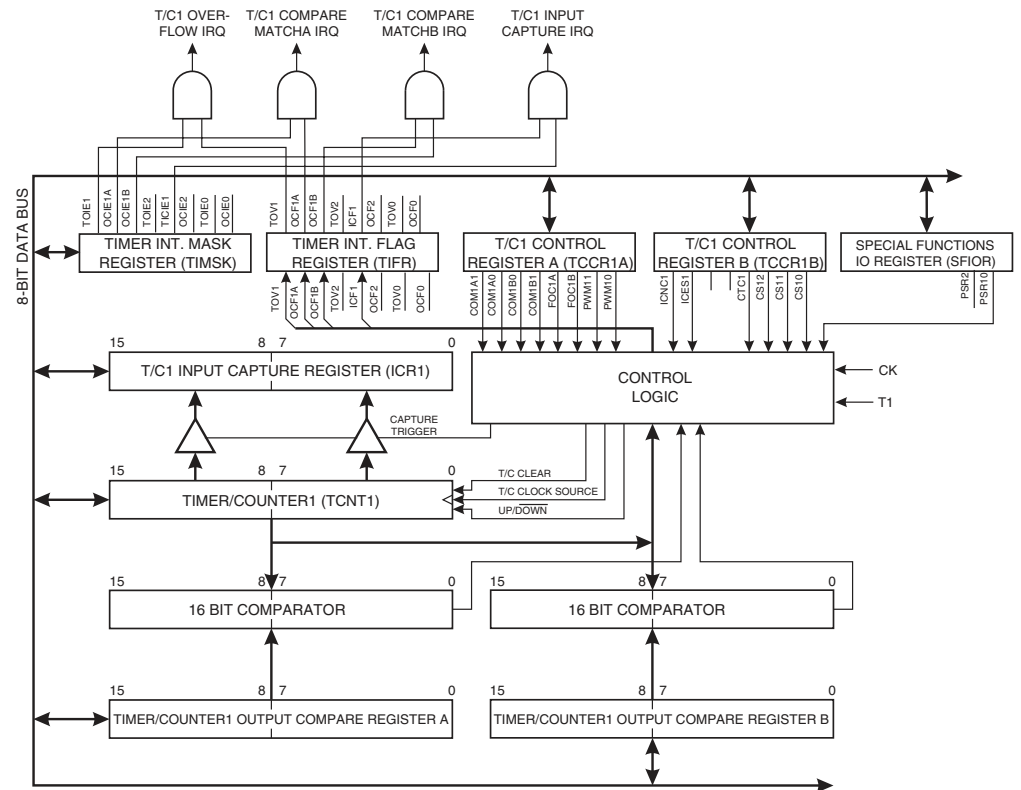 T/C1 OVER-
FLOW IRQ
T/C1 COMPARE
MATCHA IRQ
T/C1 COMPARE
MATCHB IRQ
T/C1 INPUT
CAPTURE IRQ
8-BIT DATA BUS
TOIE1
OCIE1A
OCIE1B
TOIE2
TICIE1
OCIE2
TOIE0
OCIE0
TOV1
OCF1A
OCF1B
TOV2
ICF1
OCF2
TOV0
OCF0
TIMER INT. MASK
REGISTER (TIMSK)
TIMER INT. FLAG
REGISTER (TIFR)
T/C1 CONTROL
REGISTER A (TCCR1A)
T/C1 CONTROL
REGISTER B (TCCR1B)
SPECIAL FUNCTIONS
IO REGISTER (SFIOR)
TOV1
OCF1A
OCF1B
TOV2
ICF1
OCF2
TOV0
OCF0
COM1A1
COM1A0
COM1B0
COM1B1
FOC1A
FOC1B
PWM11
PWM10
ICNC1
ICES1
CTC1
CS12
CS11
CS10
PSR2
PSR10
15 8 7 0
T/C1 INPUT CAPTURE REGISTER (ICR1)
CONTROL
LOGIC
CK
T1
CAPTURE
TRIGGER
15 8 7 0
TIMER/COUNTER1 (TCNT1)
T/C CLEAR
T/C CLOCK SOURCE
UP/DOWN
15 8 7 0
16 BIT COMPARATOR
15 8 7 0
16 BIT COMPARATOR
15 8 7 0
TIMER/COUNTER1 OUTPUT COMPARE REGISTER A
15 8 7 0
TIMER/COUNTER1 OUTPUT COMPARE REGISTER B